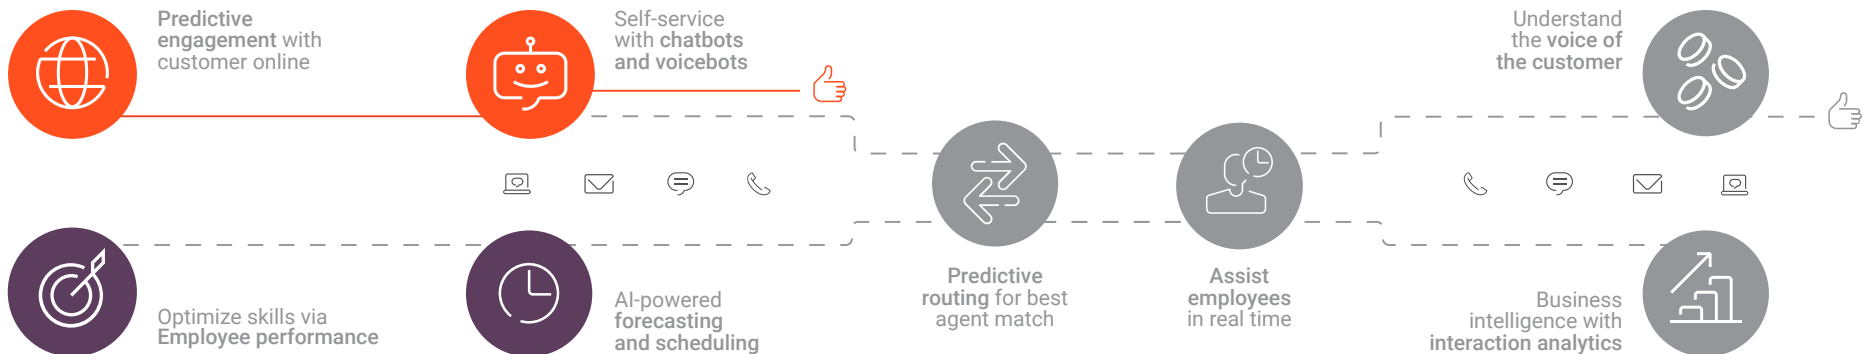 Predictive
engagement with
customer online
Self-service
with chatbots
and voicebots
Understand
the voice of
the customer
Optimize skills via
Employee performance
AI-powered
forecasting
and scheduling
Predictive
routing for best
agent match
Assist
employees
in real time
Business
intelligence with
interaction analytics